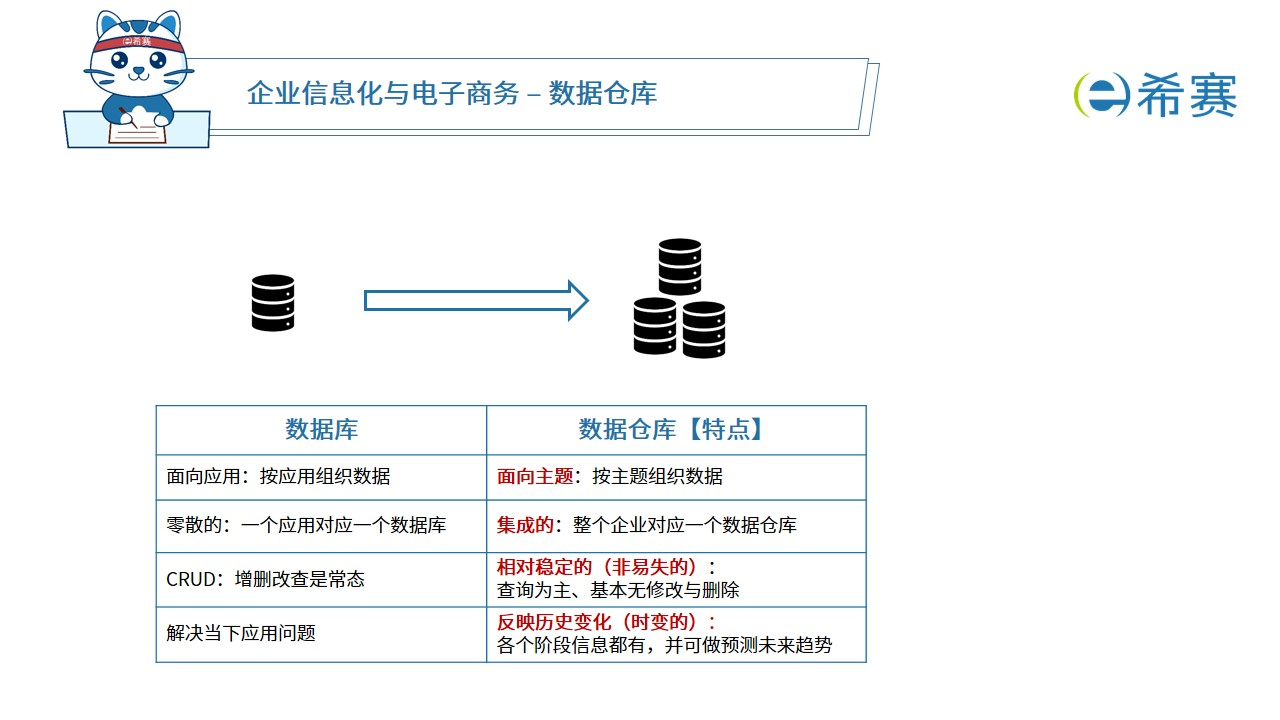 希赛
企业信息化与电子商务 – 数据仓库
希赛
数据库
数据仓库【特点】
面向应用：按应用组织数据
面向主题：按主题组织数据
零散的：一个应用对应一个数据库
集成的：整个企业对应一个数据仓库
CRUD：增删改查是常态
相对稳定的（非易失的）：
查询为主、基本无修改与删除
解决当下应用问题
反映历史变化（时变的）：
各个阶段信息都有，并可做预测未来趋势